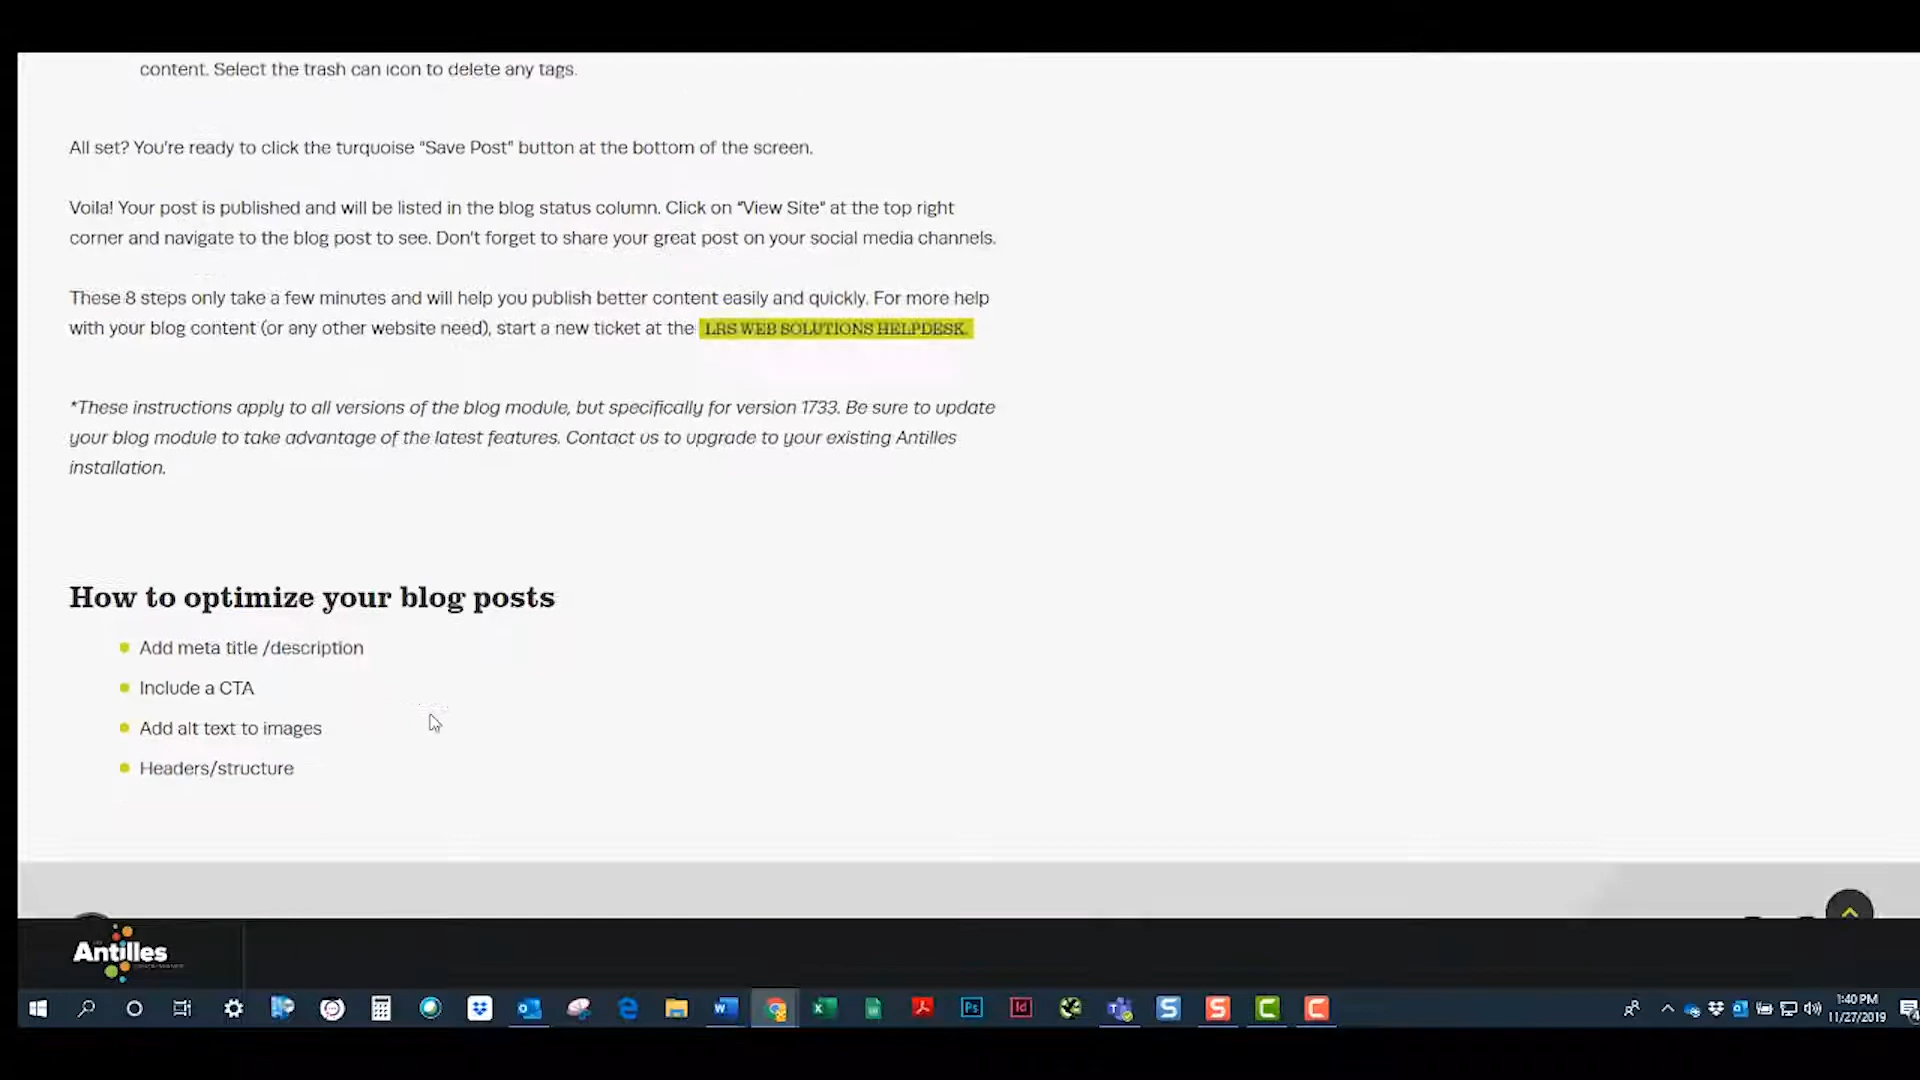 content. Select the trash can icon to delete any tags.
All set? You're ready to click the turquoise "Save Post" button at the bottom of the screen.
Voila! Your post is published and will be listed in the blog status column. Click on "View Site" at the top right
corner and navigate to the blog post to see. Don't forget to share your great post on your social media channels.
These 8 steps only take a few minutes and will help you publish better content easily and quickly. For more help
with your blog content (or any other website need), start a new ticket at the LRS WEB SOLUTIONS HELPDESK.
*These instructions apply to all versions of the blog module, but specifically for version 1733. Be sure to update
your blog module to take advantage of the latest features. Contact us to upgrade to your existing Antilles
installation.
How to optimize your blog posts
Add meta title /description
Include a CTA
Add alt text to images
Headers/structure
Antilles
1:40 PM
11/27/2019